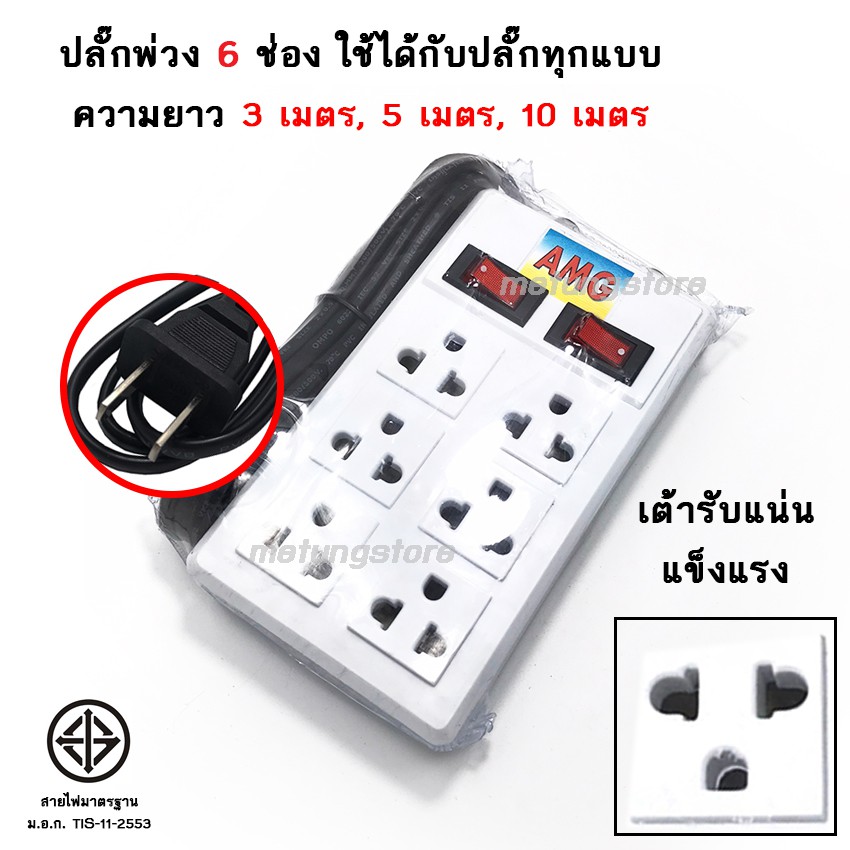 ปลั๊กพ่วง 6 ช่อง ใช้ได้กับปลั๊กทุกแบบ
ความยาว 3 เมตร, 5 เมตร, 10 เมตร
AMG
metungstore
metungstore
เต้ารับแน่น
แข็งแรง
สายไฟมาตรฐาน
ม.อ.ก. TIS-11-2553